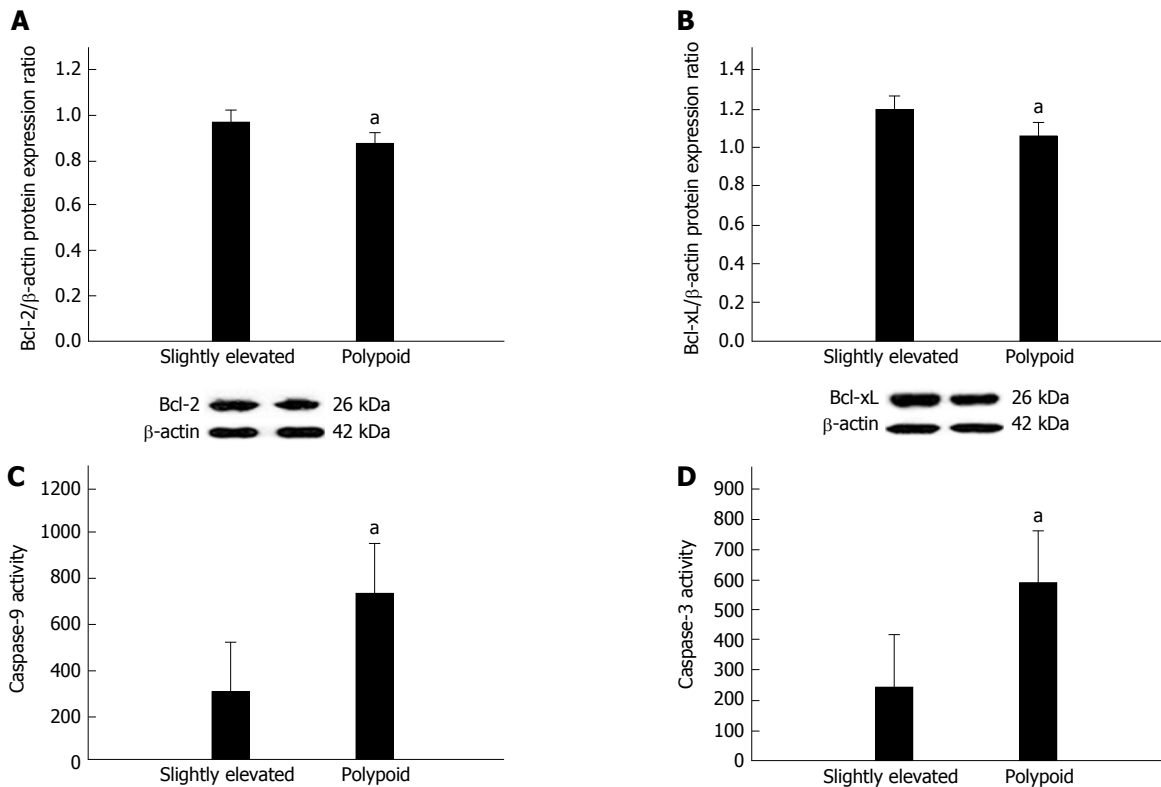 A
Bcl-2/β-actin protein expression ratio
1.2
1.0
0.8
0.6
0.4
0.2
0.0
a
Slightly elevated Polypoid
Bcl-2 26 kDa
β-actin 42 kDa
B
Bcl-xL/β-actin protein expression ratio
1.4
1.2
1.0
0.8
0.6
0.4
0.2
0.0
a
Slightly elevated Polypoid
Bcl-xL 26 kDa
β-actin 42 kDa
C
Caspase-9 activity
1200
1000
800
600
400
200
0
a
Slightly elevated Polypoid
D
Caspase-3 activity
900
800
700
600
500
400
300
200
100
0
a
Slightly elevated Polypoid